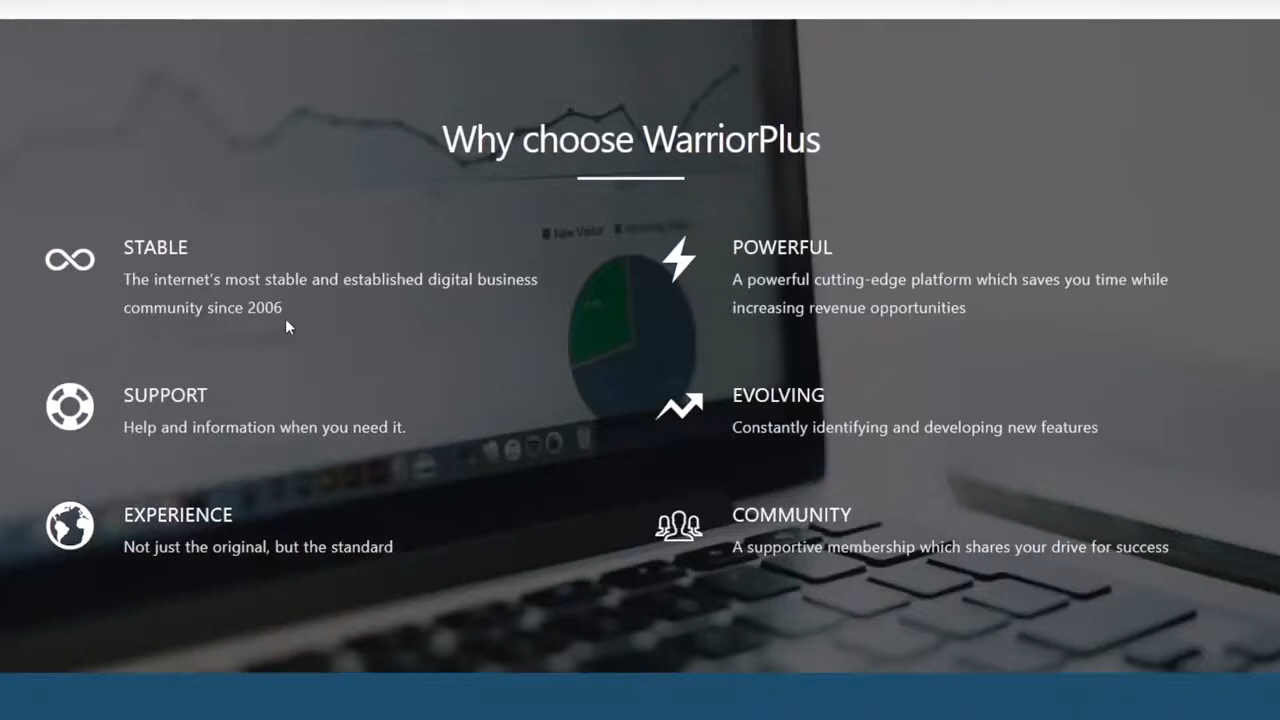 Why choose WarriorPlus
New Visitor
STABLE
The internet's most stable and established digital business
community since 2006
POWERFUL
A powerful cutting-edge platform which saves you time while
increasing revenue opportunities
SUPPORT
Help and information when you need it.
EVOLVING
Constantly identifying and developing new features
EXPERIENCE
Not just the original, but the standard
COMMUNITY
A supportive membership which shares your drive for success